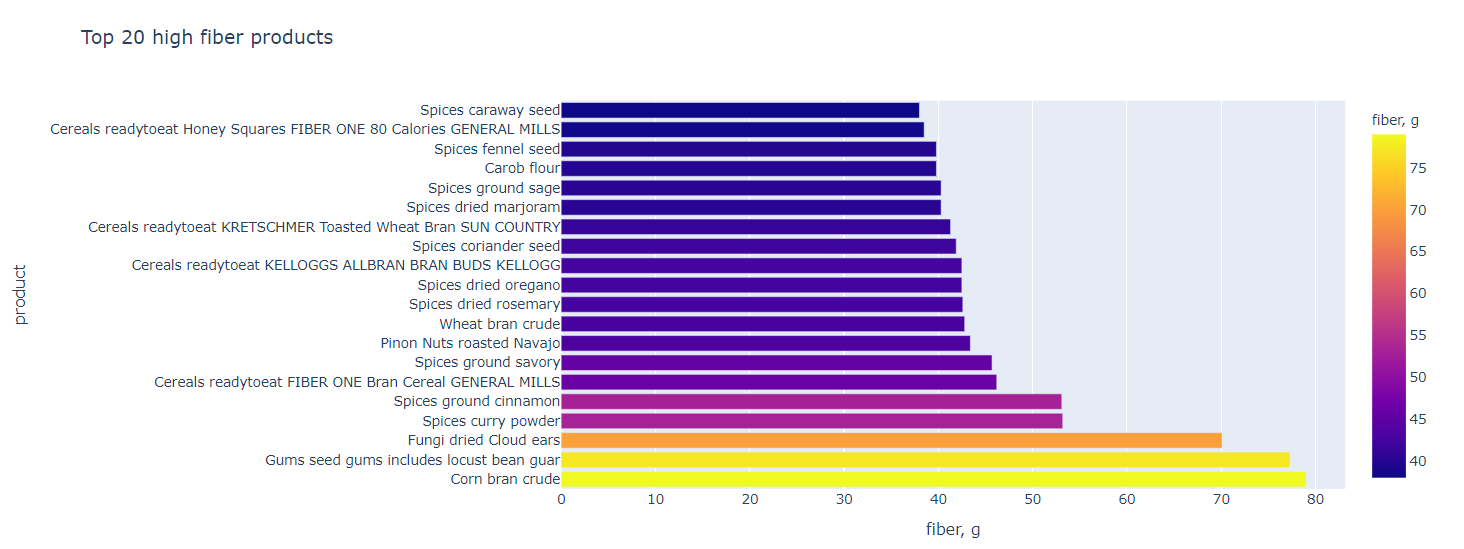 Top 20 high fiber products
product
Spices caraway seed
Cereals readytoeat Honey Squares FIBER ONE 80 Calories GENERAL MILLS
Spices fennel seed
Carob flour
Spices ground sage
Spices dried marjoram
Cereals readytoeat KRETSCHMER Toasted Wheat Bran SUN COUNTRY
Spices coriander seed
Cereals readytoeat KELLOGGS ALLBRAN BRAN BUDS KELLOGG
Spices dried oregano
Spices dried rosemary
Wheat bran crude
Pinon Nuts roasted Navajo
Spices ground savory
Cereals readytoeat FIBER ONE Bran Cereal GENERAL MILLS
Spices ground cinnamon
Spices curry powder
Fungi dried Cloud ears
Gums seed gums includes locust bean guar
Corn bran crude
0 10 20 30 40 50 60 70 80
fiber, g
fiber, g
75
70
65
60
55
50
45
40